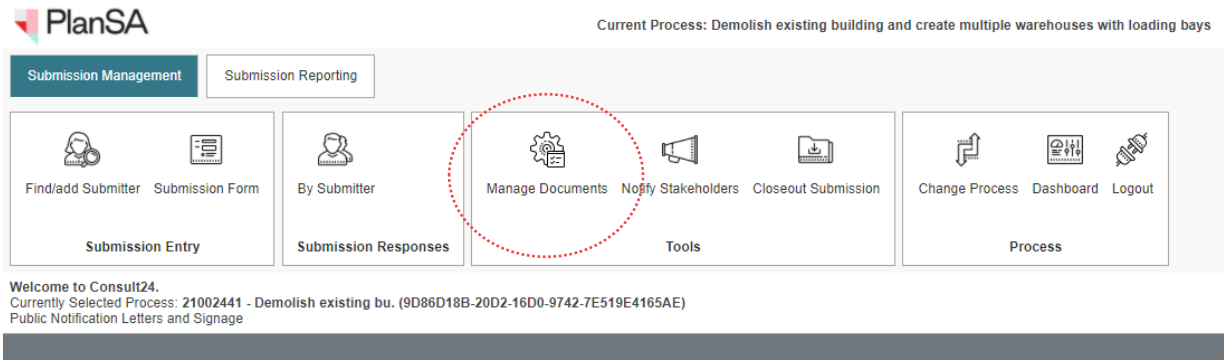 PlanSA
Current Process: Demolish existing building and create multiple warehouses with loading bays
Submission Management
Submission Reporting
Find/add Submitter
Submission Form
Submission Entry
By Submitter
Submission Responses
Manage Documents
Notify Stakeholders
Closeout Submission
Tools
Change Process
Dashboard
Logout
Process
Welcome to Consult24.
Currently Selected Process: 21002441 - Demolish existing bu. (9D86D18B-20D2-16D0-9742-7E519E4165AE)
Public Notification Letters and Signage